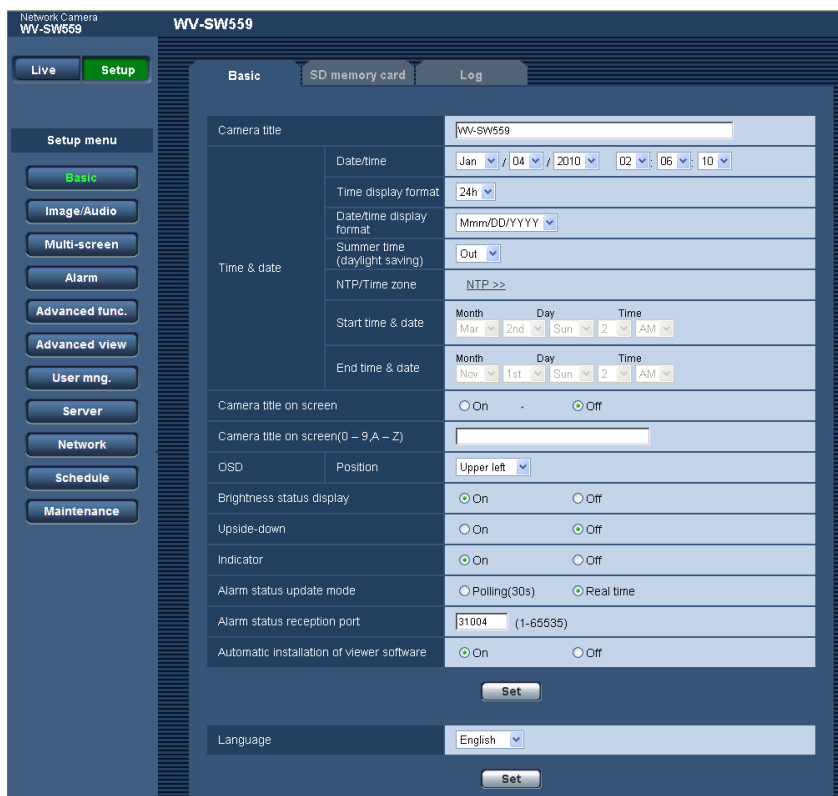 Network Camera
WV-SW559
WV-SW559
Live Setup
Basic SD memory card Log
Setup menu
Basic
Image/Audio
Multi-screen
Alarm
Advanced func.
Advanced view
User mng.
Server
Network
Schedule
Maintenance
Camera title WV-SW559
Time & date
Date/time Jan / 04 / 2010 02 : 06 : 10
Time display format 24h
Date/time display
format Mmm/DD/YYYY
Summer time
(daylight saving) Out
NTP/Time zone NTP >>
Start time & date
Month Day Time
Mar 2nd Sun 2 AM
End time & date
Month Day Time
Nov 1st Sun 2 AM
Camera title on screen On Off
Camera title on screen(0 – 9,A – Z)
OSD Position Upper left
Brightness status display On Off
Upside-down On Off
Indicator On Off
Alarm status update mode Polling(30s) Real time
Alarm status reception port 31004 (1-65535)
Automatic installation of viewer software On Off
Set
Language English
Set